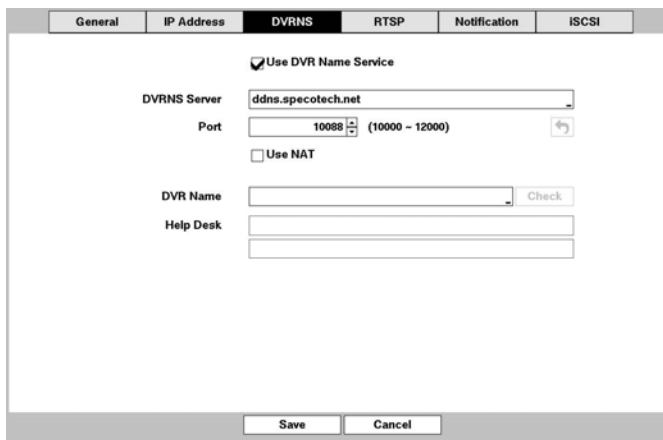 General IP Address DVRNS RTSP Notification iSCSI
Use DVR Name Service
DVRNS Server ddns.specotech.net
Port 10088 (10000 ~ 12000)
Use NAT
DVR Name Check
Help Desk
Save Cancel